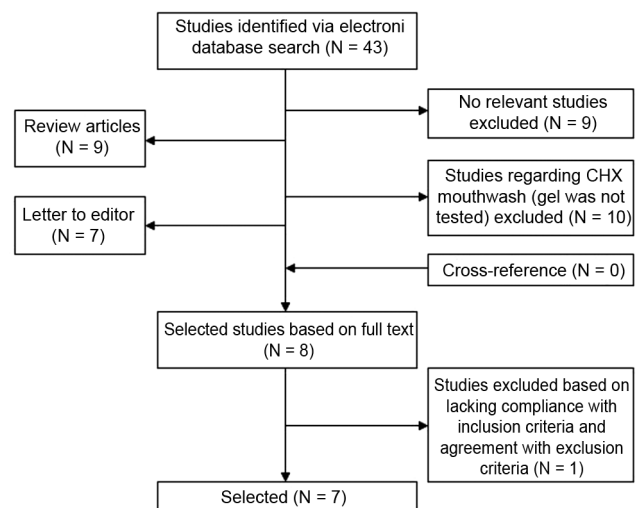 Studies identified via electroni
database search (N = 43)
No relevant studies
excluded (N = 9)
Review articles
(N = 9)
Studies regarding CHX
mouthwash (gel was not
tested) excluded (N = 10)
Letter to editor
(N = 7)
Cross-reference (N = 0)
Selected studies based on full text
(N = 8)
Studies excluded based on
lacking compliance with
inclusion criteria and
agreement with exclusion
criteria (N = 1)
Selected (N = 7)